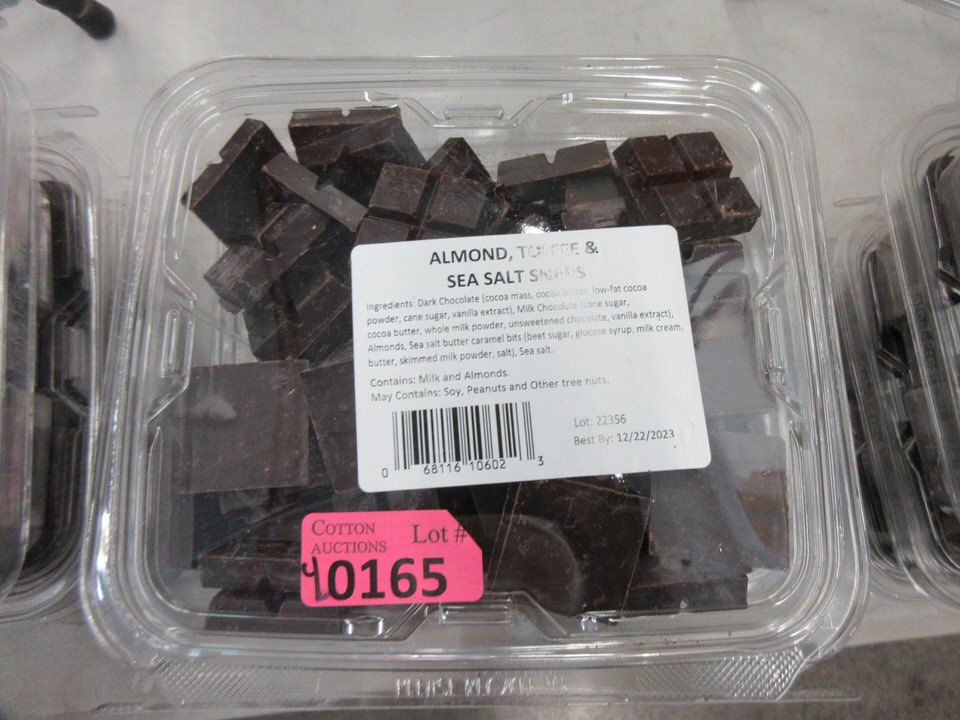 ALMOND, TOFFEE &
SEA SALT SNAPS
Ingredients: Dark Chocolate (cocoa mass, cocoa butter, low-fat cocoa
powder, cane sugar, vanilla extract), Milk Chocolate (cane sugar,
cocoa butter, whole milk powder, unsweetened chocolate, vanilla extract),
Almonds, Sea salt butter caramel bits (beet sugar, glucose syrup, milk cream,
butter, skimmed milk powder, salt), Sea salt.
Contains: Milk and Almonds.
May Contains: Soy, Peanuts and Other tree nuts.
Lot: 22356
Best By: 12/22/2023
0 68116 10602 3
COTTON
AUCTIONS
Lot #
40165
PLEASE RECYCLE ME